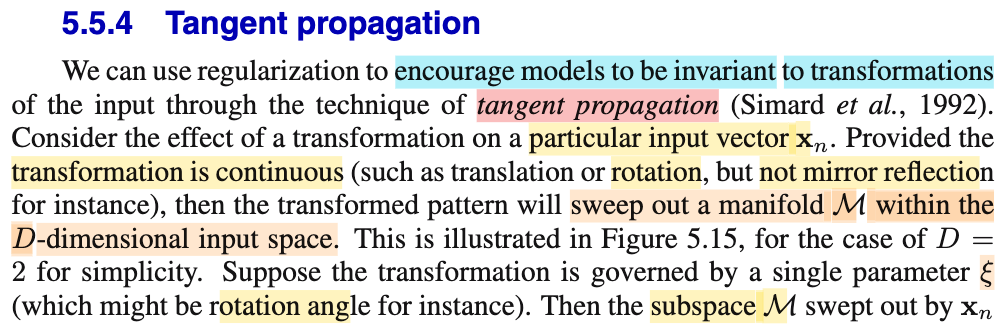 5.5.4 Tangent propagation
We can use regularization to encourage models to be invariant to transformations
of the input through the technique of tangent propagation (Simard et al., 1992).
Consider the effect of a transformation on a particular input vector xₙ. Provided the
transformation is continuous (such as translation or rotation, but not mirror reflection
for instance), then the transformed pattern will sweep out a manifold ℳ within the
D-dimensional input space. This is illustrated in Figure 5.15, for the case of D =
2 for simplicity. Suppose the transformation is governed by a single parameter ξ
(which might be rotation angle for instance). Then the subspace ℳ swept out by xₙ